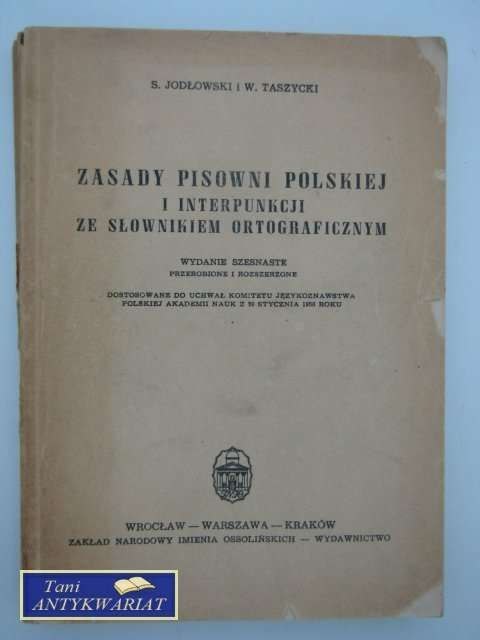 S. JODŁOWSKI i W. TASZYCKI
ZASADY PISOWNI POLSKIEJ
I INTERPUNKCJI
ZE SŁOWNIKIEM ORTOGRAFICZNYM
WYDANIE SZESNASTE
PRZEROBIONE I ROZSZERZONE
DOSTOSOWANE DO UCHWAŁ KOMITETU JĘZYKOZNAWSTWA
POLSKIEJ AKADEMII NAUK Z STYCZNIA ROKU
WROCŁAW — WARSZAWA — KRAKÓW
ZAKŁAD NARODOWY IMIENIA OSSOLIŃSKICH — WYDAWNICTWO
Tani
ANTYKWARIAT